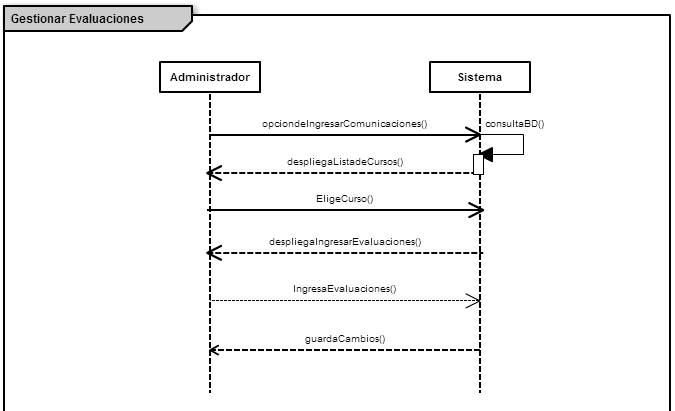 Gestionar Evaluaciones
Administrador
Sistema
opciondeIngresarComunicaciones()
consultaBD()
despliegaListadeCursos()
EligeCurso()
despliegaIngresarEvaluaciones()
IngresaEvaluaciones()
guardaCambios()